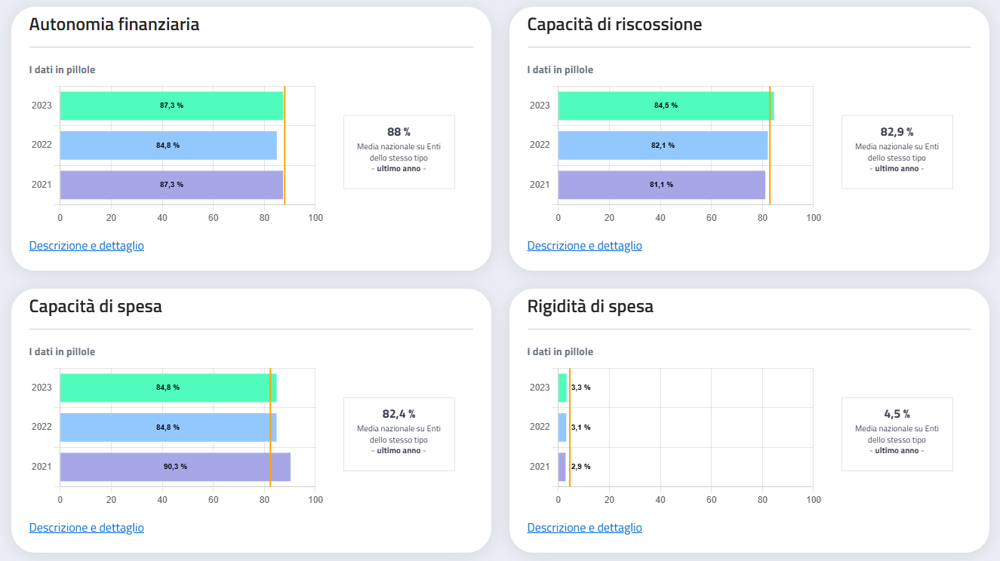 Autonomia finanziaria
I dati in pillole
2023
87,3 %
2022
84,8 %
2021
87,3 %
0 20 40 60 80 100
88 %
Media nazionale su Enti
dello stesso tipo
- ultimo anno -
Descrizione e dettaglio
Capacità di riscossione
I dati in pillole
2023
84,5 %
2022
82,1 %
2021
81,1 %
0 20 40 60 80 100
82,9 %
Media nazionale su Enti
dello stesso tipo
- ultimo anno -
Descrizione e dettaglio
Capacità di spesa
I dati in pillole
2023
84,8 %
2022
84,8 %
2021
90,3 %
0 20 40 60 80 100
82,4 %
Media nazionale su Enti
dello stesso tipo
- ultimo anno -
Descrizione e dettaglio
Rigidità di spesa
I dati in pillole
2023
3,3 %
2022
3,1 %
2021
2,9 %
0 20 40 60 80 100
4,5 %
Media nazionale su Enti
dello stesso tipo
- ultimo anno -
Descrizione e dettaglio